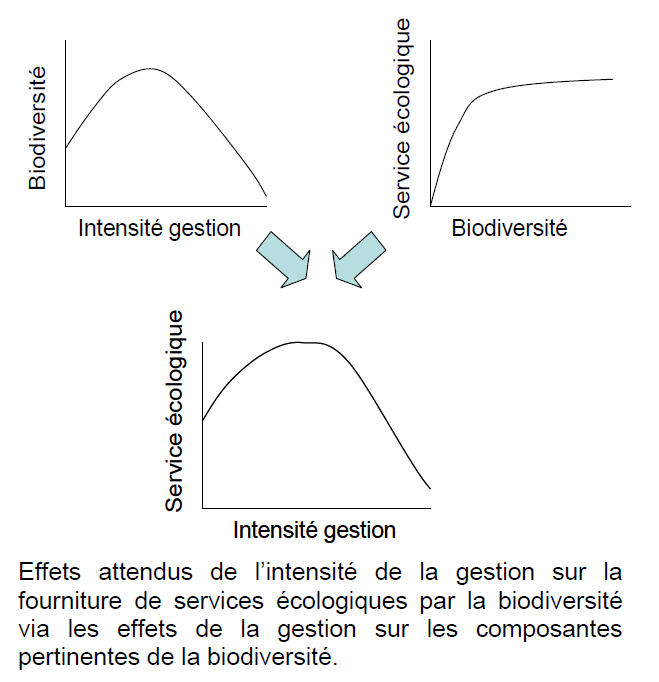 Biodiversité
Intensité gestion
Service écologique
Biodiversité
Service écologique
Intensité gestion
Effets attendus de l'intensité de la gestion sur la
fourniture de services écologiques par la biodiversité
via les effets de la gestion sur les composantes
pertinentes de la biodiversité.